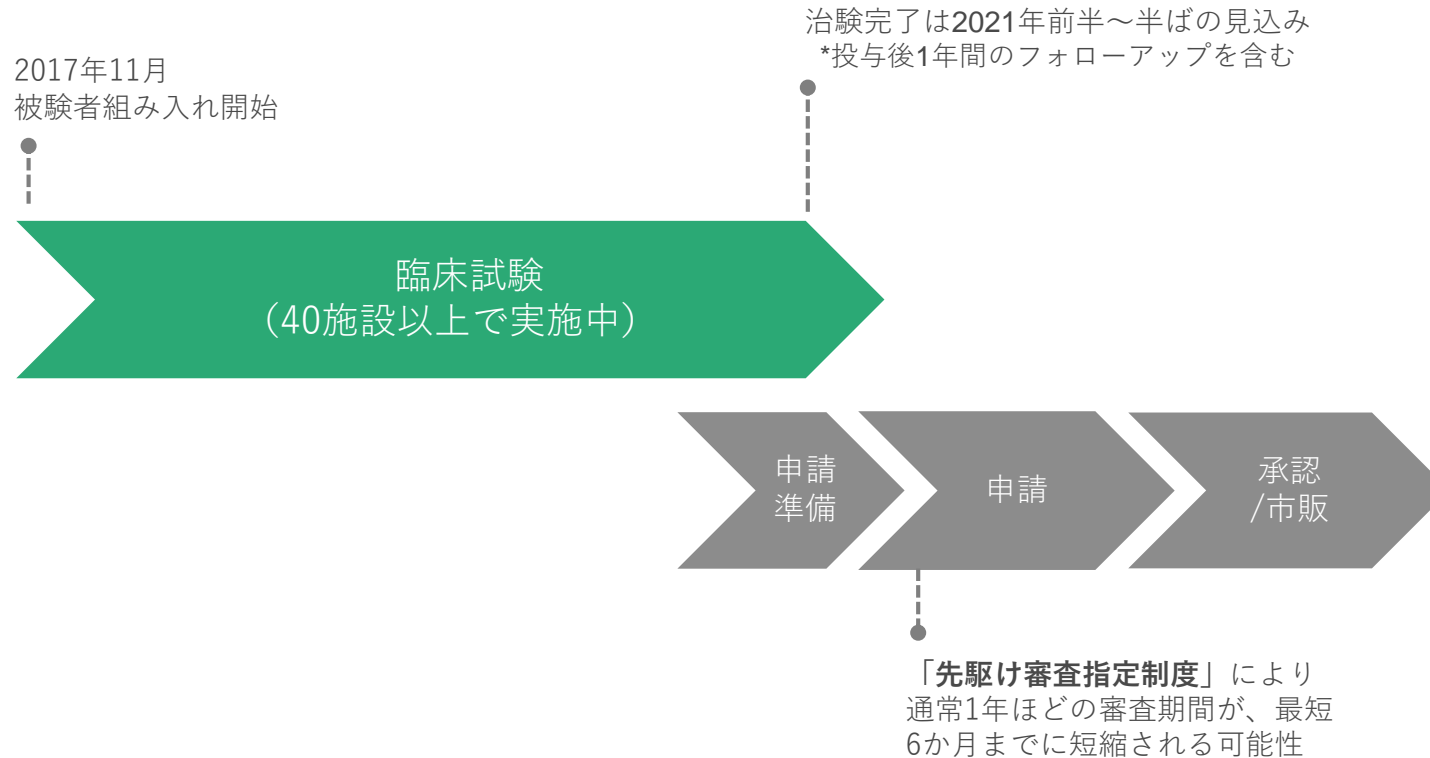 治験完了は2021年前半～半ばの見込み
*投与後1年間のフォローアップを含む
2017年11月
被験者組み入れ開始
臨床試験
（40施設以上で実施中）
申請
準備
申請
承認
/市販
「先駆け審査指定制度」により
通常1年ほどの審査期間が、最短
6か月までに短縮される可能性